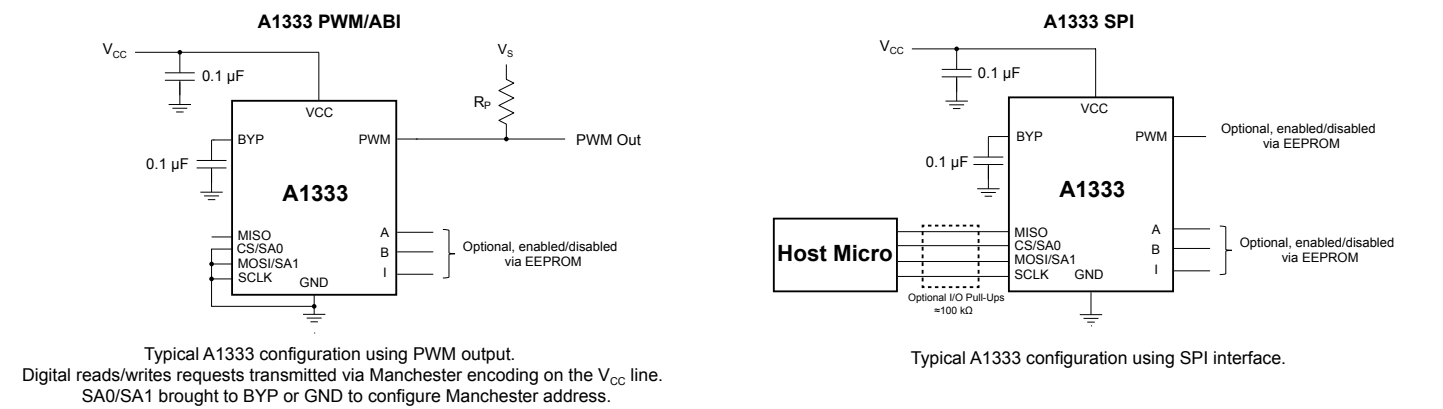 A1333 PWM/ABI
V_CC
0.1 µF
V_S
R_P
VCC
BYP
PWM
PWM Out
0.1 µF
A1333
MISO
CS/SA0
MOSI/SA1
SCLK
GND
A
B
I
Optional, enabled/disabled
via EEPROM
Typical A1333 configuration using PWM output.
Digital reads/writes requests transmitted via Manchester encoding on the V_CC line.
SA0/SA1 brought to BYP or GND to configure Manchester address.
A1333 SPI
V_CC
0.1 µF
VCC
BYP
PWM
Optional, enabled/disabled
via EEPROM
0.1 µF
A1333
Host Micro
MISO
CS/SA0
MOSI/SA1
SCLK
GND
A
B
I
Optional, enabled/disabled
via EEPROM
Optional I/O Pull-Ups
≈100 kΩ
Typical A1333 configuration using SPI interface.